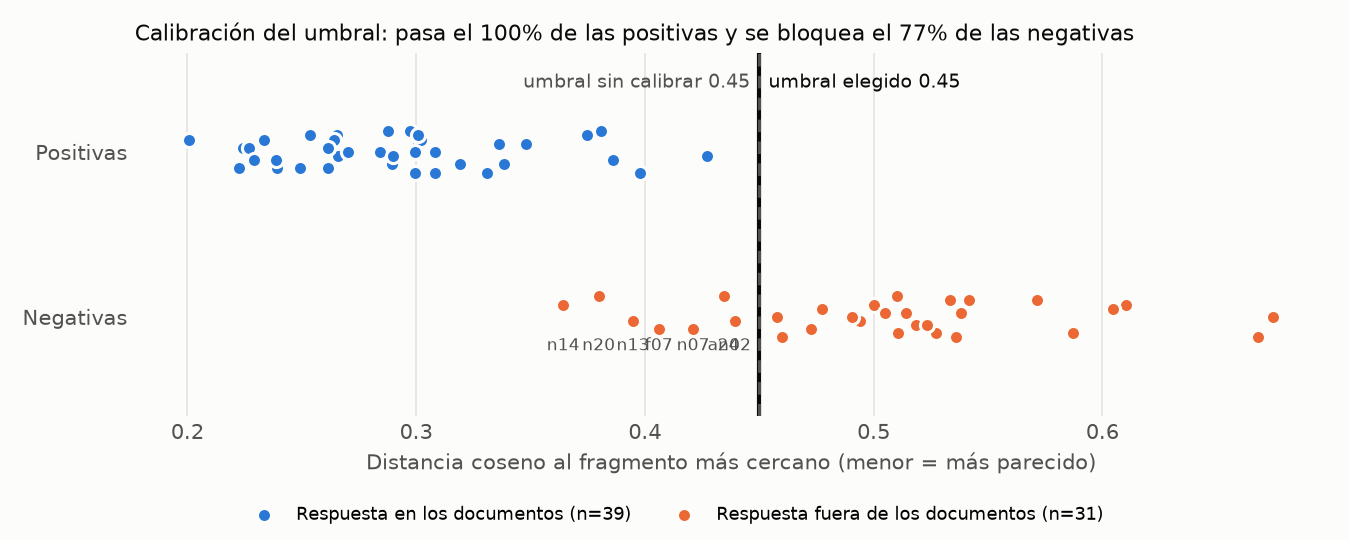 Calibración del umbral: pasa el 100% de las positivas y se bloquea el 77% de las negativas
umbral sin calibrar 0.45 umbral elegido 0.45
Positivas
Negativas
n14 n20 n13 f07 n07
0.2 0.3 0.4 0.5 0.6
Distancia coseno al fragmento más cercano (menor = más parecido)
Respuesta en los documentos (n=39) Respuesta fuera de los documentos (n=31)